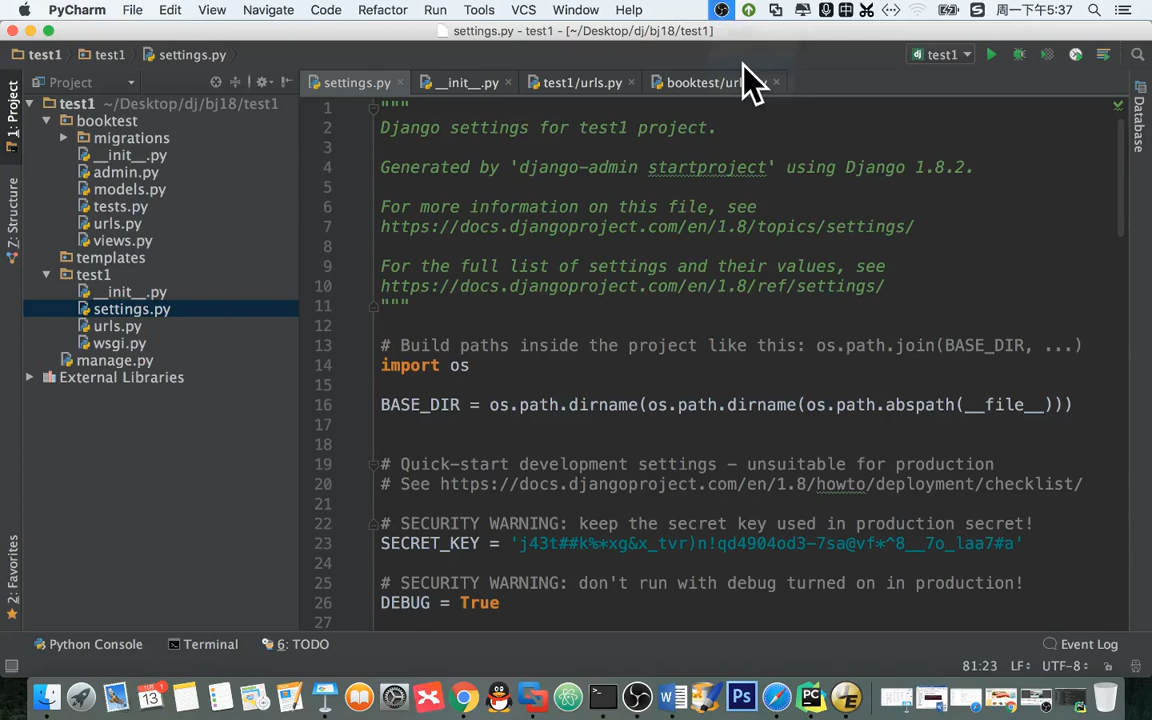 PyCharm File Edit View Navigate Code Refactor Run Tools VCS Window Help 周一下午5:37
settings.py - test1 - [~/Desktop/dj/bj18/test1]
test1 test1 settings.py test1
Project
settings.py __init__.py test1/urls.py booktest/url
1: Project
7: Structure
2: Favorites
Database
test1 ~/Desktop/dj/bj18/test1
booktest
migrations
__init__.py
admin.py
models.py
tests.py
urls.py
views.py
templates
test1
__init__.py
settings.py
urls.py
wsgi.py
manage.py
External Libraries
1 """
2 Django settings for test1 project.
3
4 Generated by 'django-admin startproject' using Django 1.8.2.
5
6 For more information on this file, see
7 https://docs.djangoproject.com/en/1.8/topics/settings/
8
9 For the full list of settings and their values, see
10 https://docs.djangoproject.com/en/1.8/ref/settings/
11 """
12
13 # Build paths inside the project like this: os.path.join(BASE_DIR, ...)
14 import os
15
16 BASE_DIR = os.path.dirname(os.path.dirname(os.path.abspath(__file__)))
17
18
19 # Quick-start development settings – unsuitable for production
20 # See https://docs.djangoproject.com/en/1.8/howto/deployment/checklist/
21
22 # SECURITY WARNING: keep the secret key used in production secret!
23 SECRET_KEY = 'j43t##k%*xg&x_tvr)n!qd4904od3-7sa@vf*^8__7o_laa7#a'
24
25 # SECURITY WARNING: don't run with debug turned on in production!
26 DEBUG = True
27
Python Console Terminal 6: TODO Event Log
81:23 LF UTF-8
13
Ps PC